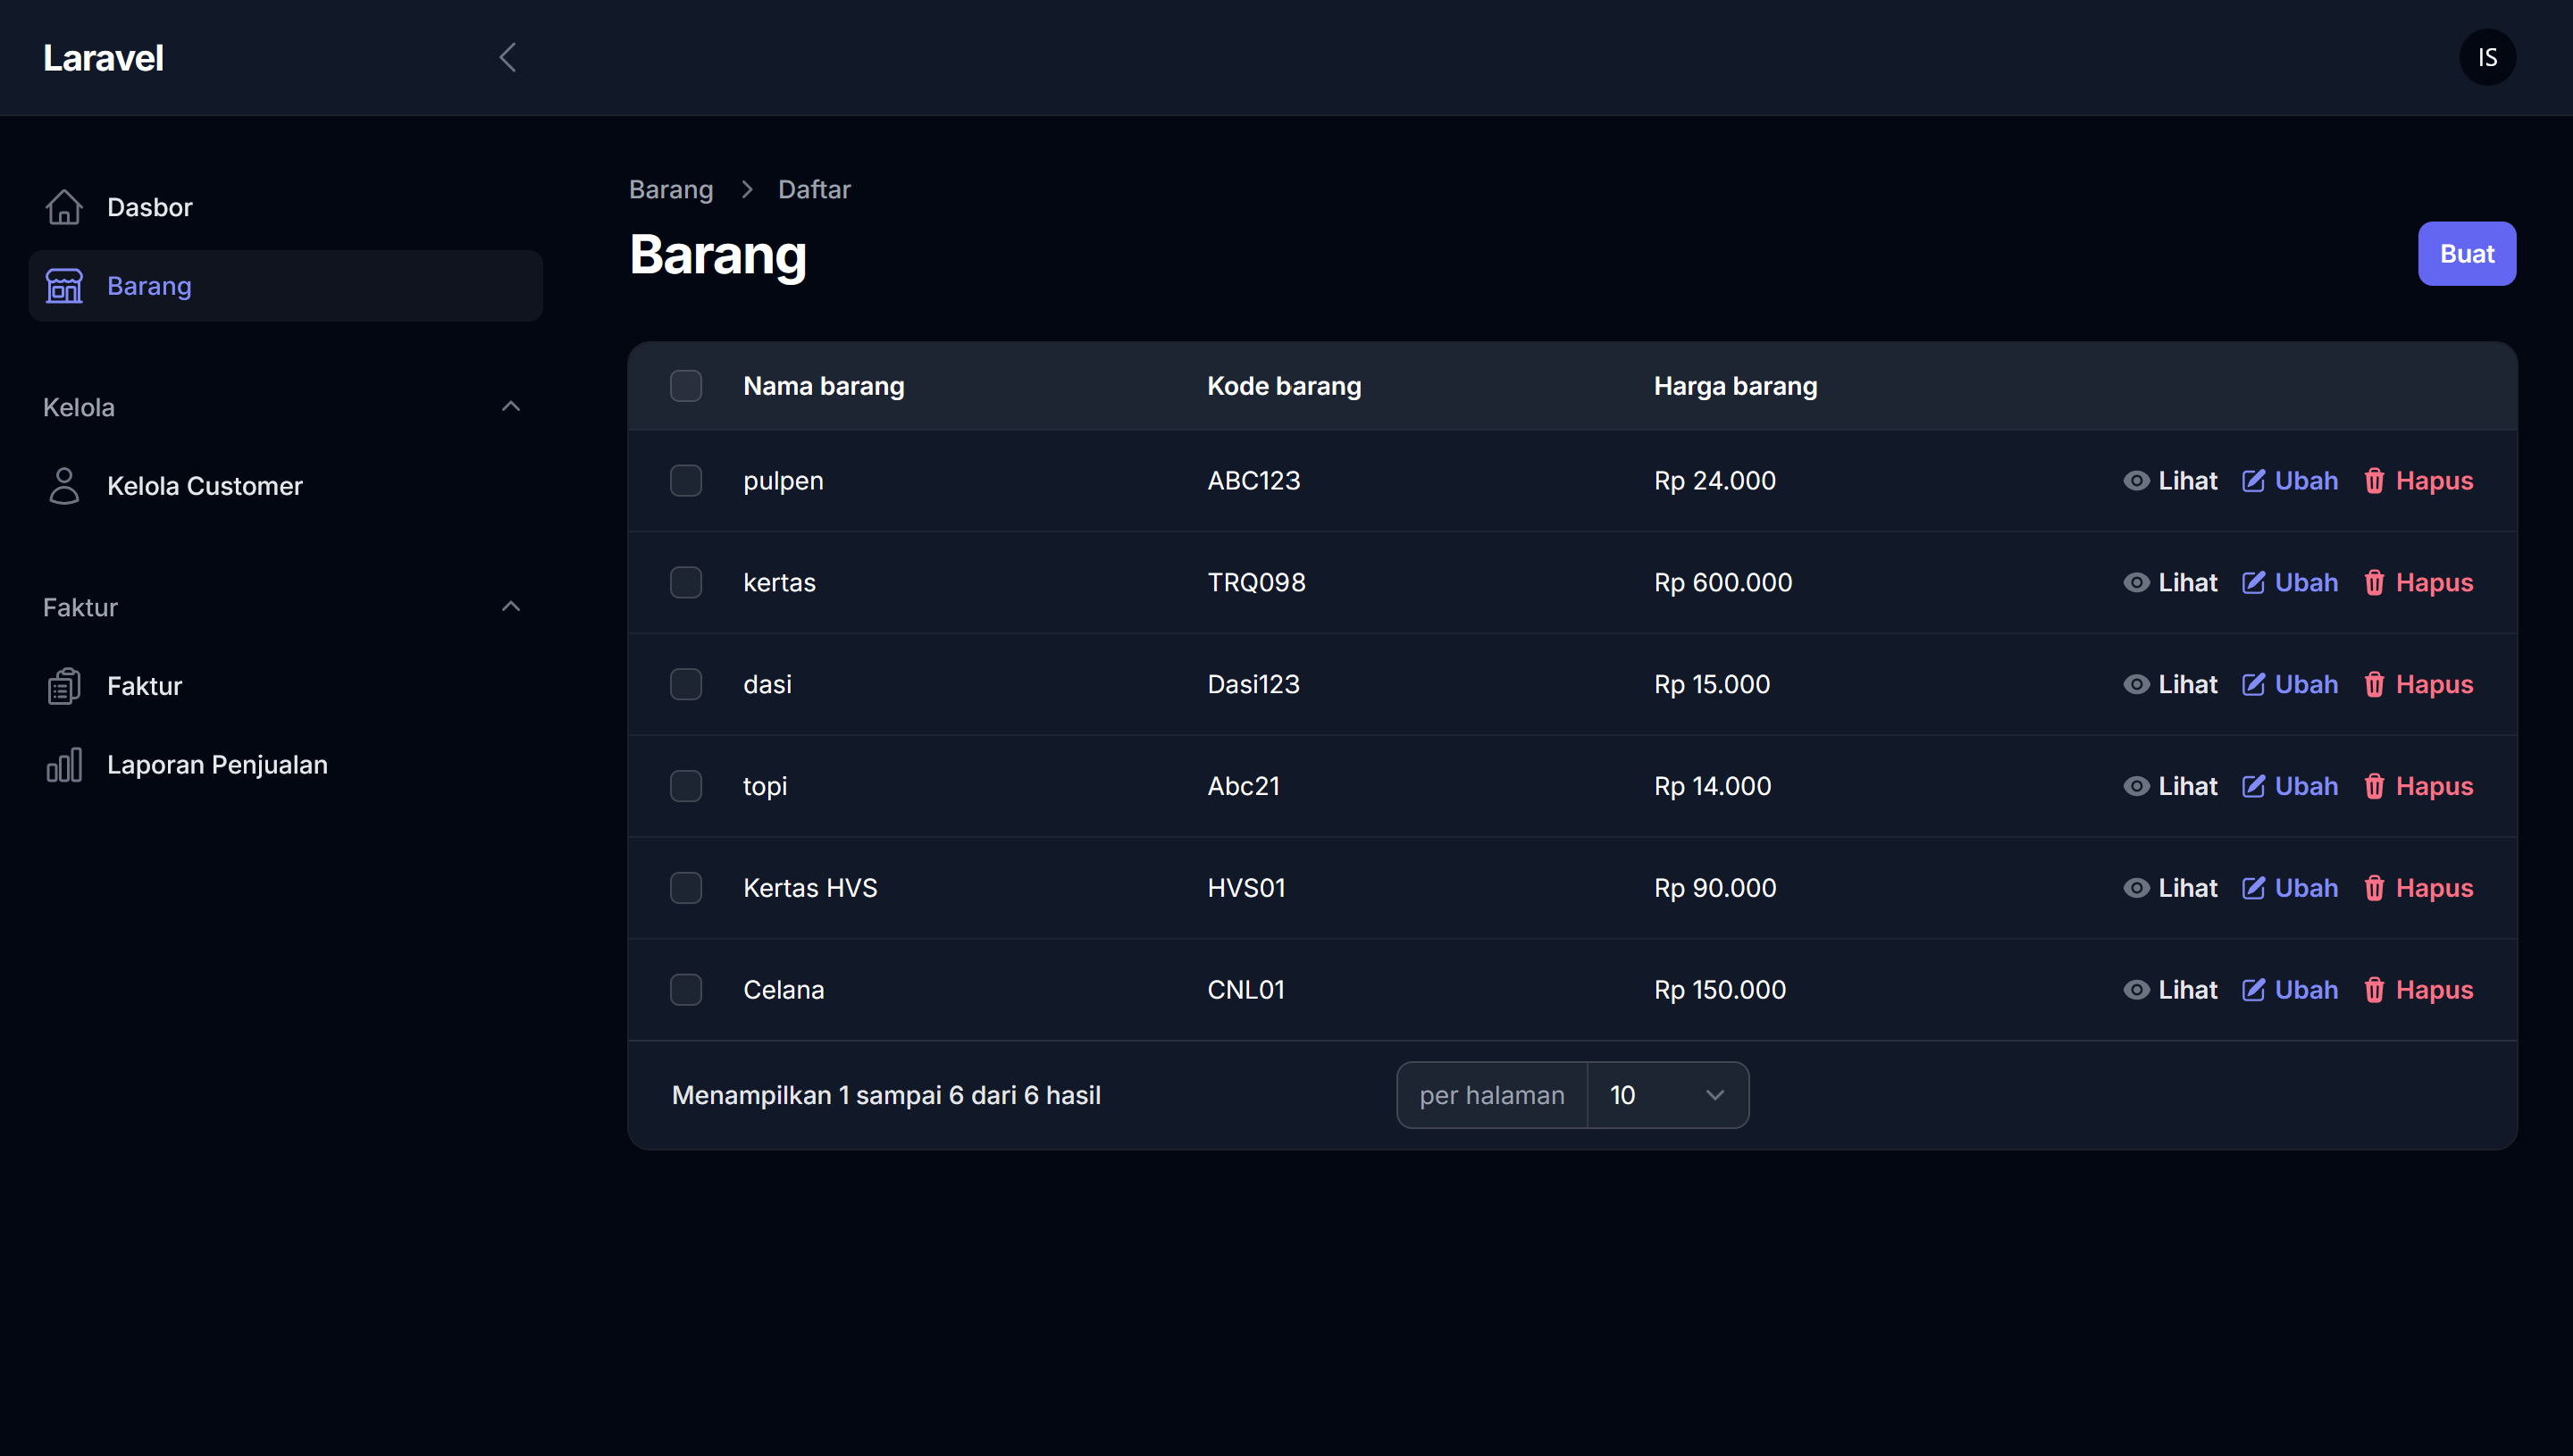 Laravel
IS
Dasbor
Barang
Kelola
Kelola Customer
Faktur
Faktur
Laporan Penjualan
Barang > Daftar
Barang
Buat
Nama barang Kode barang Harga barang
pulpen ABC123 Rp 24.000 Lihat Ubah Hapus
kertas TRQ098 Rp 600.000 Lihat Ubah Hapus
dasi Dasi123 Rp 15.000 Lihat Ubah Hapus
topi Abc21 Rp 14.000 Lihat Ubah Hapus
Kertas HVS HVS01 Rp 90.000 Lihat Ubah Hapus
Celana CNL01 Rp 150.000 Lihat Ubah Hapus
Menampilkan 1 sampai 6 dari 6 hasil per halaman 10